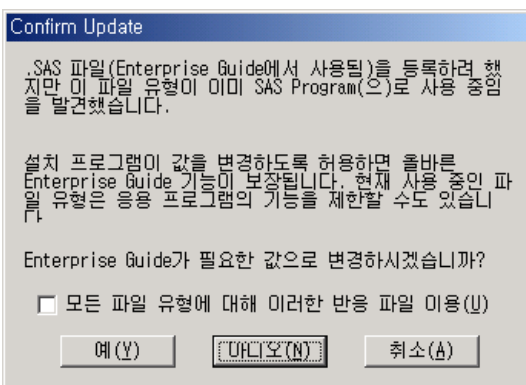 Confirm Update
.SAS 파일(Enterprise Guide에서 사용됨)을 등록하려 했
지만 이 파일 유형이 이미 SAS Program(으)로 사용 중임
을 발견했습니다.
설치 프로그램이 값을 변경하도록 허용하면 올바른
Enterprise Guide 기능이 보장됩니다. 현재 사용 중인 파
일 유형은 응용 프로그램의 기능을 제한할 수도 있습니
다
Enterprise Guide가 필요한 값으로 변경하시겠습니까?
모든 파일 유형에 대해 이러한 반응 파일 이용(U)
예(Y)
아니오(N)
취소(A)